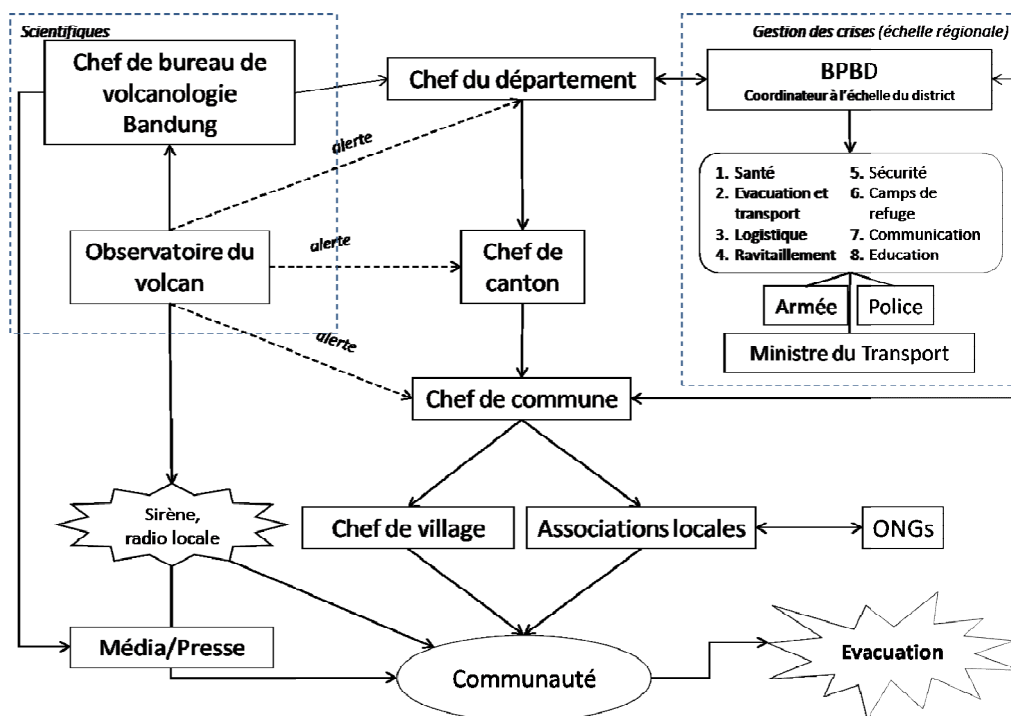 Scientifiques
Chef de bureau de
volcanologie
Bandung
Chef du département
Gestion des crises (échelle régionale)
BPBD
Coordinateur à l'échelle du district
alerte
1. Santé
2. Evacuation et
transport
3. Logistique
4. Ravitaillement
5. Sécurité
6. Camps de
refuge
7. Communication
8. Education
Observatoire du
volcan
alerte
Chef de
canton
Armée
Police
Ministre du Transport
alerte
Chef de commune
Sirène,
radio locale
Chef de village
Associations locales
ONGs
Média/Presse
Communauté
Evacuation